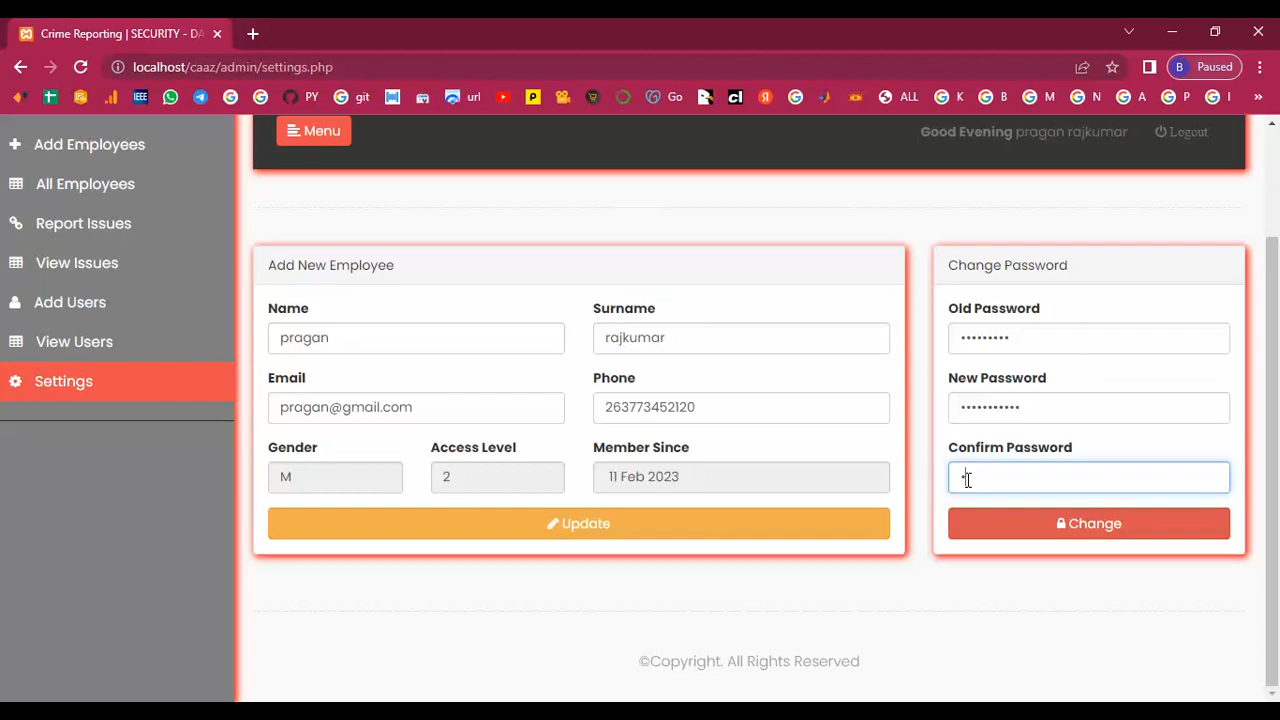 Crime Reporting | SECURITY - DA
localhost/caaz/admin/settings.php
B Paused
PY git url Go ALL K B M N A P I »
Add Employees
All Employees
Report Issues
View Issues
Add Users
View Users
Settings
Menu
Good Evening pragan rajkumar Logout
Add New Employee
Name Surname
pragan rajkumar
Email Phone
pragan@gmail.com 263773452120
Gender Access Level Member Since
M 2 11 Feb 2023
Update
Change Password
Old Password
•••••••••
New Password
•••••••••••
Confirm Password
•
Change
©Copyright. All Rights Reserved